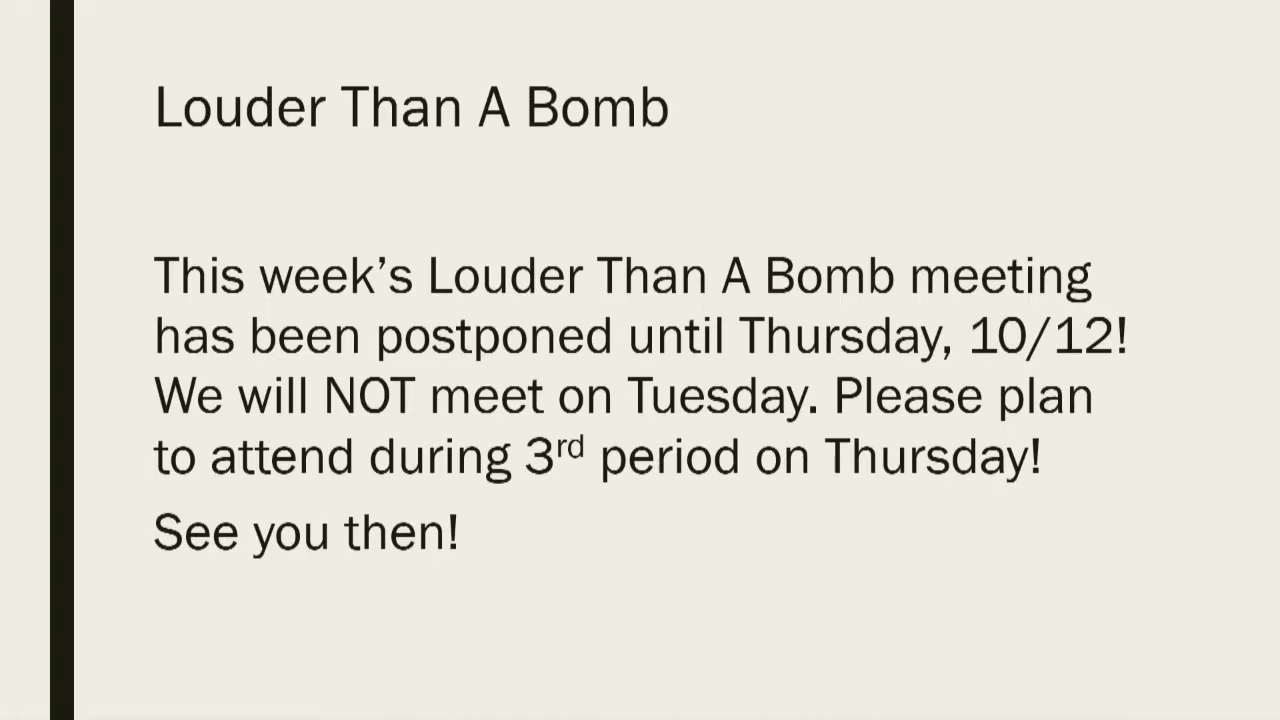 Louder Than A Bomb
This week’s Louder Than A Bomb meeting
has been postponed until Thursday, 10/12!
We will NOT meet on Tuesday. Please plan
to attend during 3rd period on Thursday!
See you then!